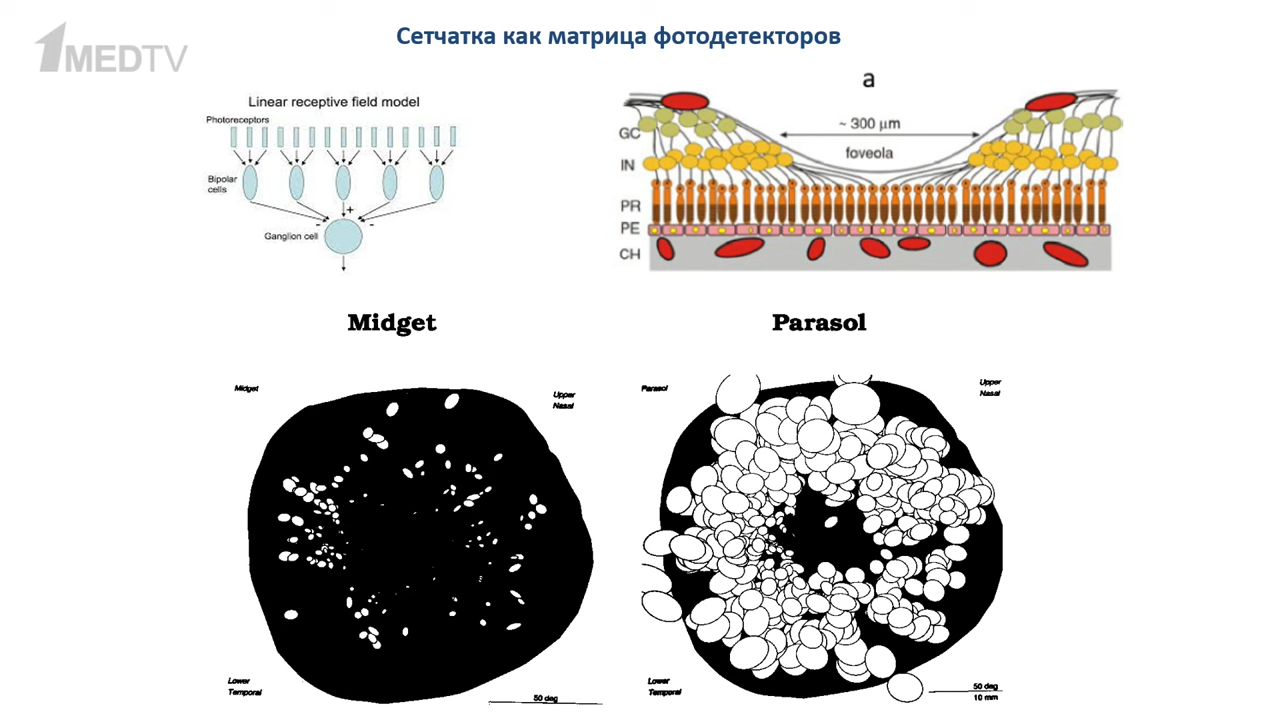 1MEDTV
Сетчатка как матрица фотодетекторов
Linear receptive field model
Photoreceptors
Bipolar
cells
+
- -
Ganglion cell
a
~ 300 µm
foveola
GC
IN
PR
PE
CH
Midget
Parasol
Midget
Upper
Nasal
Lower
Temporal
50 deg
Parasol
Upper
Nasal
Lower
Temporal
50 deg
10 mm